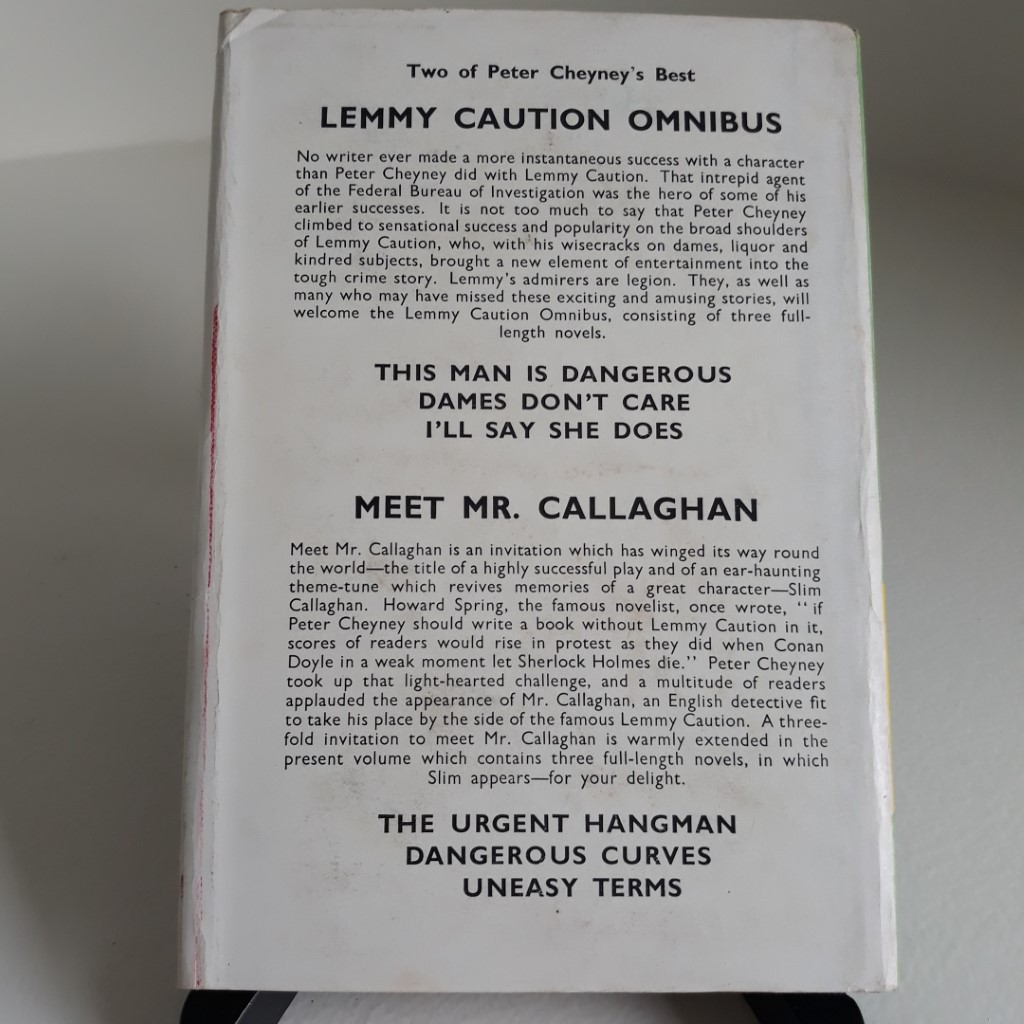 Two of Peter Cheyney's Best
LEMMY CAUTION OMNIBUS
No writer ever made a more instantaneous success with a character
than Peter Cheyney did with Lemmy Caution. That intrepid agent
of the Federal Bureau of Investigation was the hero of some of his
earlier successes. It is not too much to say that Peter Cheyney
climbed to sensational success and popularity on the broad shoulders
of Lemmy Caution, who, with his wisecracks on dames, liquor and
kindred subjects, brought a new element of entertainment into the
tough crime story. Lemmy's admirers are legion. They, as well as
many who may have missed these exciting and amusing stories, will
welcome the Lemmy Caution Omnibus, consisting of three full-
length novels.
THIS MAN IS DANGEROUS
DAMES DON'T CARE
I'LL SAY SHE DOES
MEET MR. CALLAGHAN
Meet Mr. Callaghan is an invitation which has winged its way round
the world—the title of a highly successful play and of an ear-haunting
theme-tune which revives memories of a great character—Slim
Callaghan. Howard Spring, the famous novelist, once wrote, "if
Peter Cheyney should write a book without Lemmy Caution in it,
scores of readers would rise in protest as they did when Conan
Doyle in a weak moment let Sherlock Holmes die." Peter Cheyney
took up that light-hearted challenge, and a multitude of readers
applauded the appearance of Mr. Callaghan, an English detective fit
to take his place by the side of the famous Lemmy Caution. A three-
fold invitation to meet Mr. Callaghan is warmly extended in the
present volume which contains three full-length novels, in which
Slim appears—for your delight.
THE URGENT HANGMAN
DANGEROUS CURVES
UNEASY TERMS